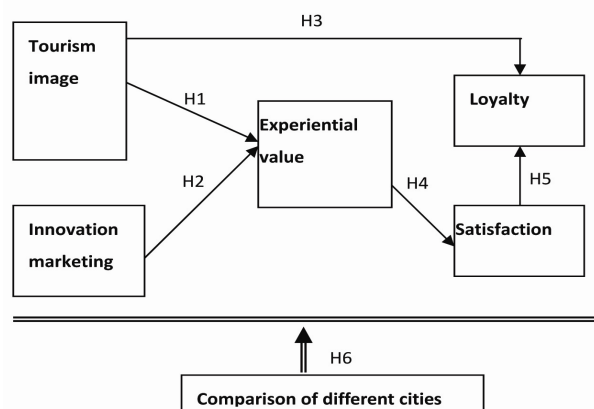 H3
Tourism
image
H1
Loyalty
Experiential
value
H2
H4
H5
Innovation
marketing
Satisfaction
H6
Comparison of different cities